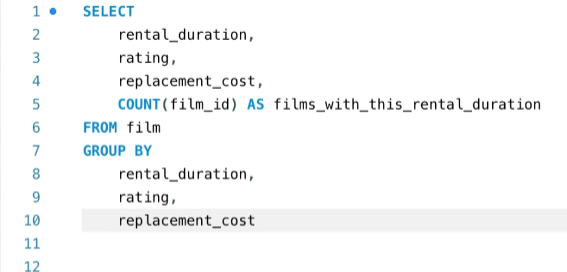 1 SELECT
2 rental_duration,
3 rating,
4 replacement_cost,
5 COUNT(film_id) AS films_with_this_rental_duration
6 FROM film
7 GROUP BY
8 rental_duration,
9 rating,
10 replacement_cost
11
12